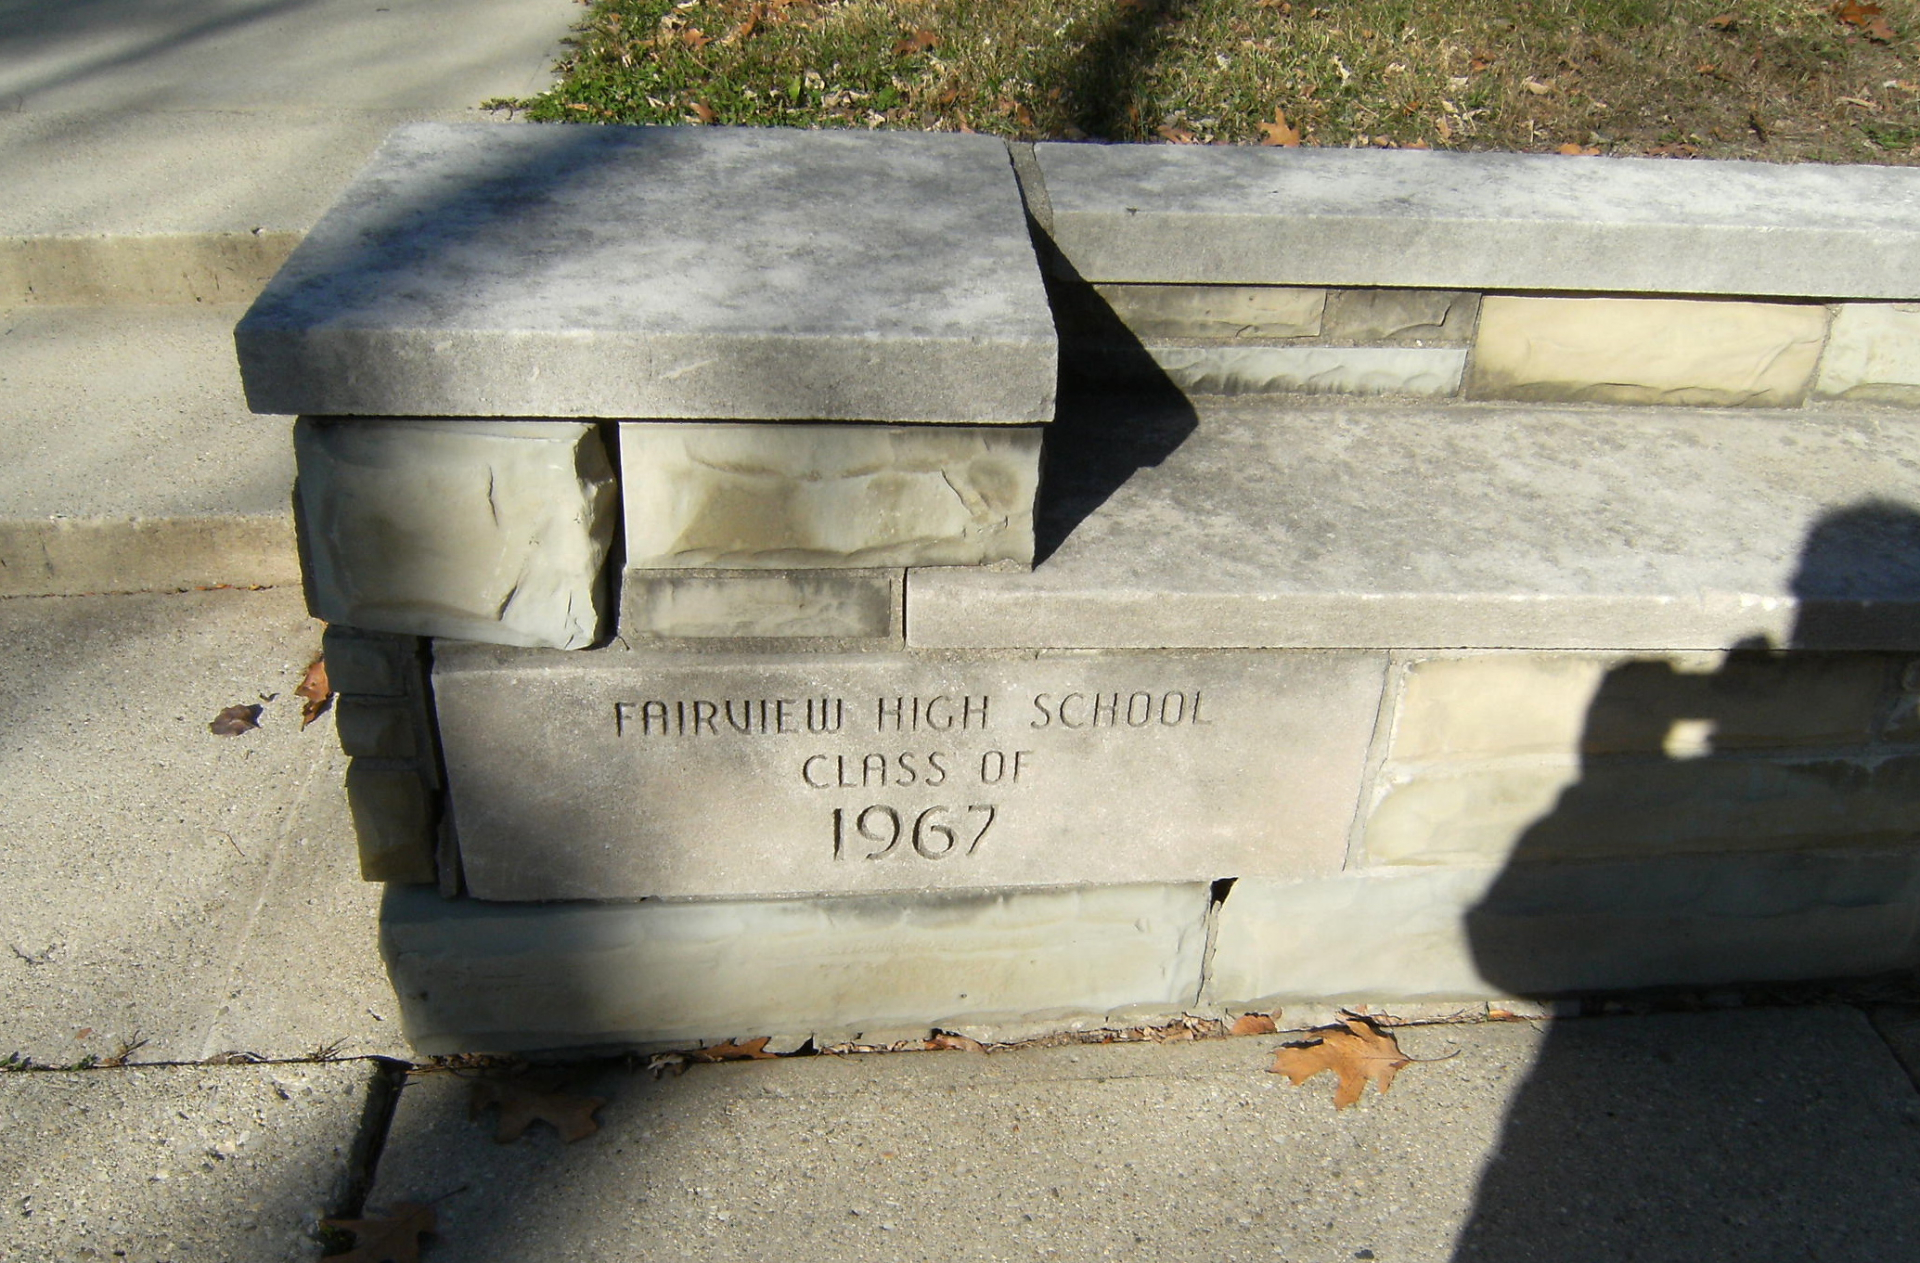 FAIRVIEW HIGH SCHOOL
CLASS OF
1967